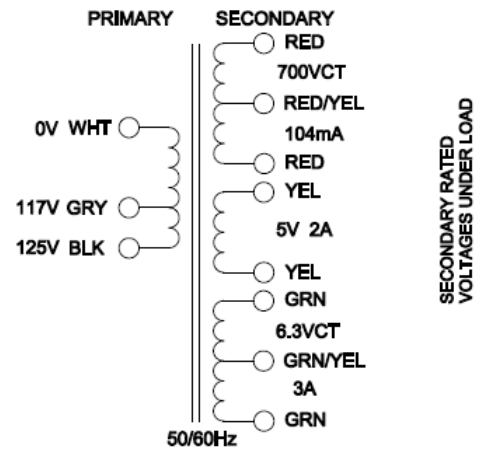 PRIMARY
SECONDARY
0V WHT
117V GRY
125V BLK
RED
700VCT
RED/YEL
104mA
RED
YEL
5V 2A
YEL
GRN
6.3VCT
GRN/YEL
3A
GRN
50/60Hz
SECONDARY RATED
VOLTAGES UNDER LOAD